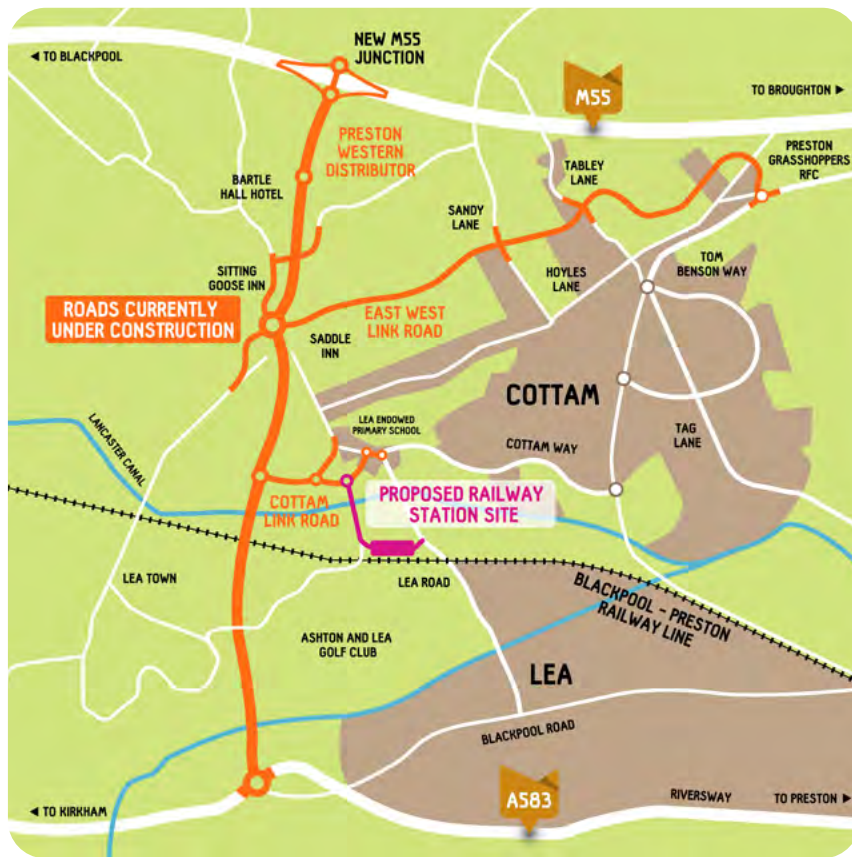 NEW M55
JUNCTION
◄ TO BLACKPOOL
M55
TO BROUGHTON ►
PRESTON
WESTERN
DISTRIBUTOR
PRESTON
GRASSHOPPERS
RFC
BARTLE
HALL HOTEL
TABLEY
LANE
SANDY
LANE
SITTING
GOOSE INN
HOYLES
LANE
TOM
BENSON WAY
ROADS CURRENTLY
UNDER CONSTRUCTION
EAST WEST
LINK ROAD
SADDLE
INN
COTTAM
LANCASTER CANAL
LEA ENDOWED
PRIMARY SCHOOL
COTTAM WAY
TAG
LANE
COTTAM
LINK ROAD
PROPOSED RAILWAY
STATION SITE
LEA TOWN
LEA ROAD
BLACKPOOL - PRESTON
RAILWAY LINE
ASHTON AND LEA
GOLF CLUB
LEA
BLACKPOOL ROAD
A583
◄ TO KIRKHAM
RIVERSWAY
TO PRESTON ►